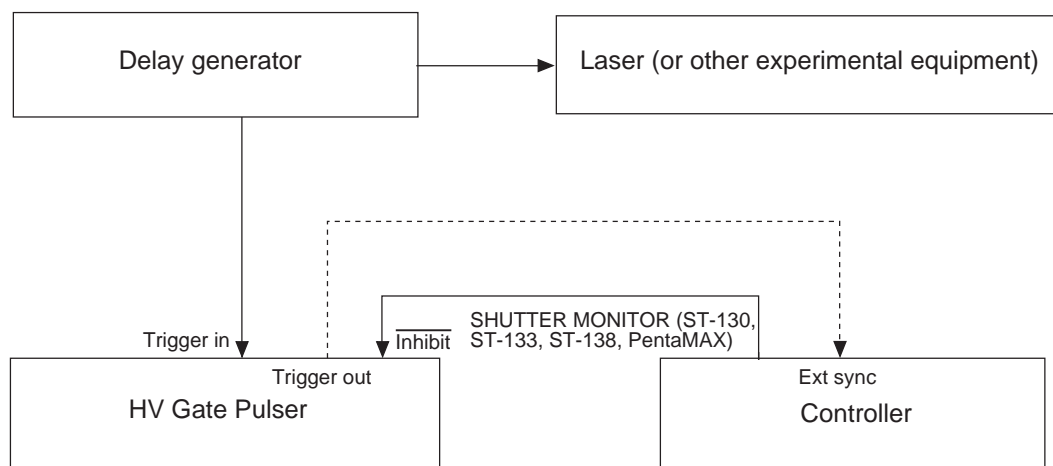 Delay generator
Laser (or other experimental equipment)
Trigger in
Inhibit
SHUTTER MONITOR (ST-130,
ST-133, ST-138, PentaMAX)
Trigger out
HV Gate Pulser
Ext sync
Controller